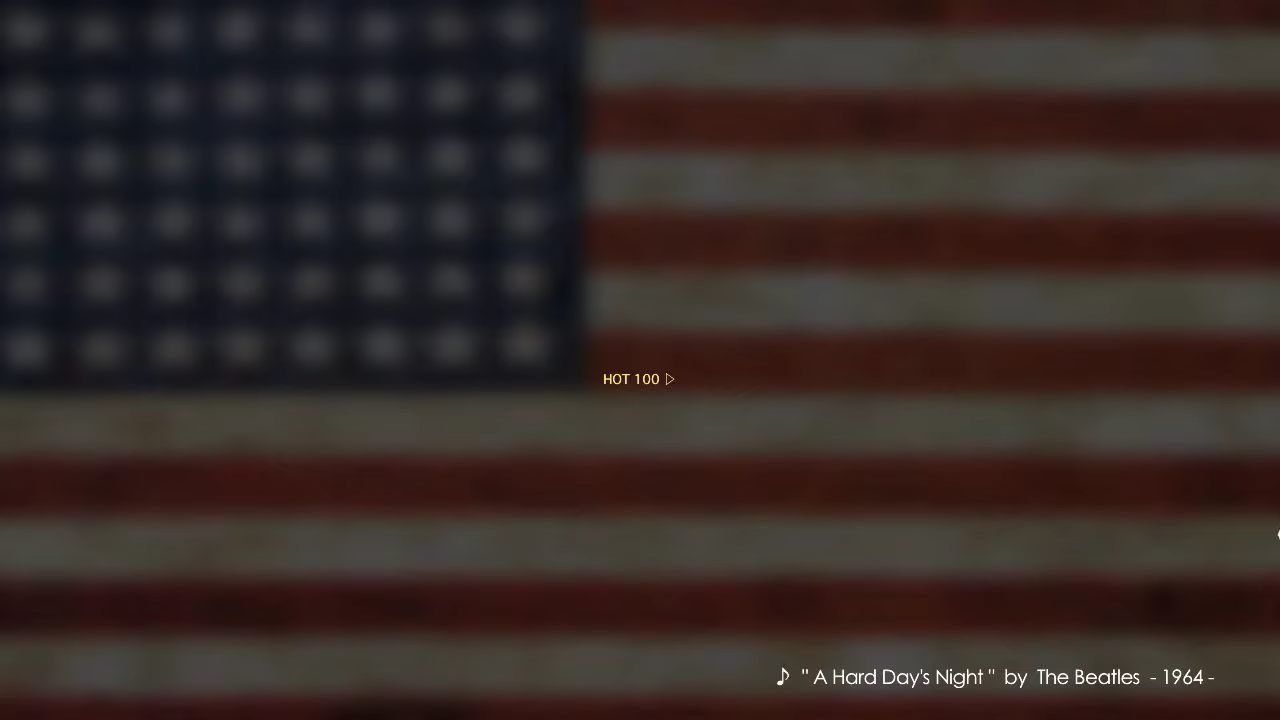 HOT 100 ▷
♪ " A Hard Day's Night " by The Beatles - 1964 -